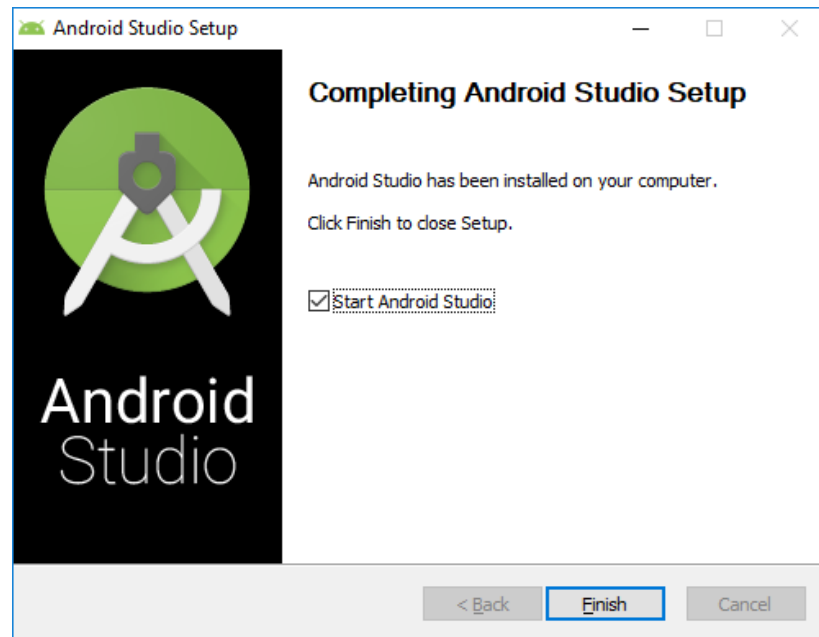 Android Studio Setup
Completing Android Studio Setup
Android Studio has been installed on your computer.
Click Finish to close Setup.
Start Android Studio
Android
Studio
< Back
Finish
Cancel